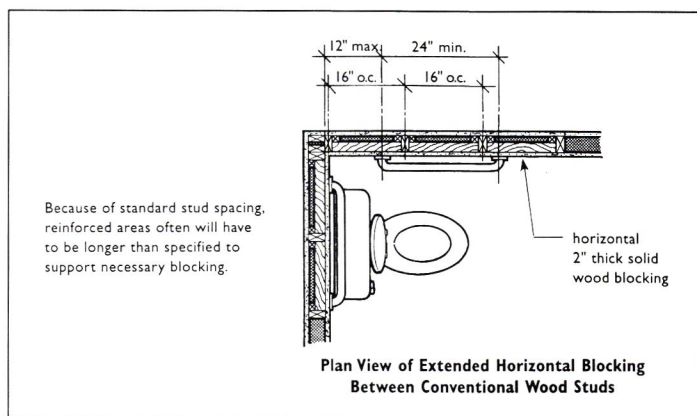 12" max. 24" min.
16" o.c. 16" o.c.
Because of standard stud spacing,
reinforced areas often will have
to be longer than specified to
support necessary blocking.
horizontal
2" thick solid
wood blocking
Plan View of Extended Horizontal Blocking
Between Conventional Wood Studs